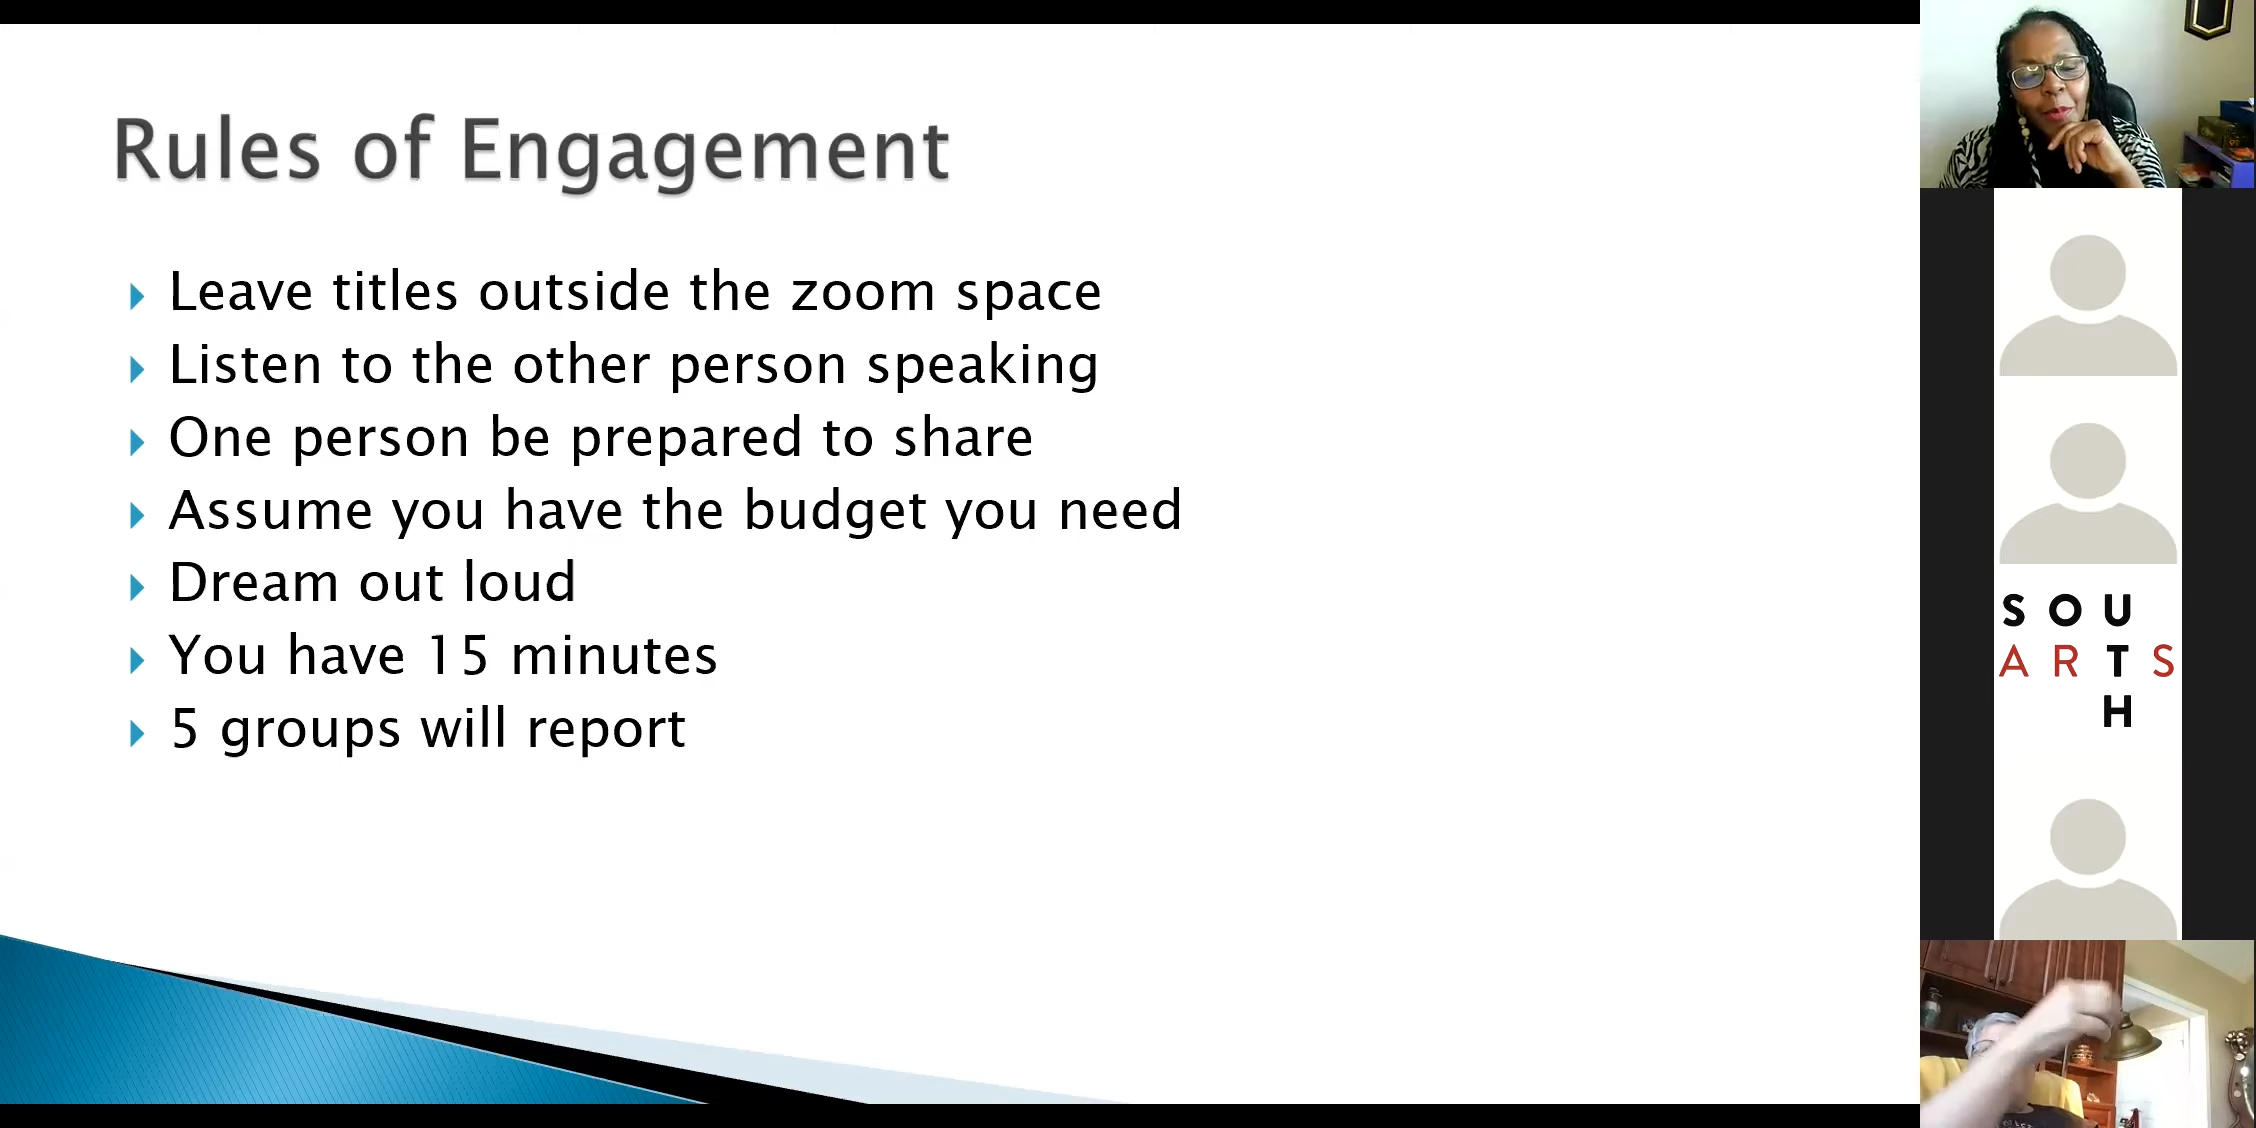 Rules of Engagement
Leave titles outside the zoom space
Listen to the other person speaking
One person be prepared to share
Assume you have the budget you need
Dream out loud
You have 15 minutes
5 groups will report
SOU
ARTS
H